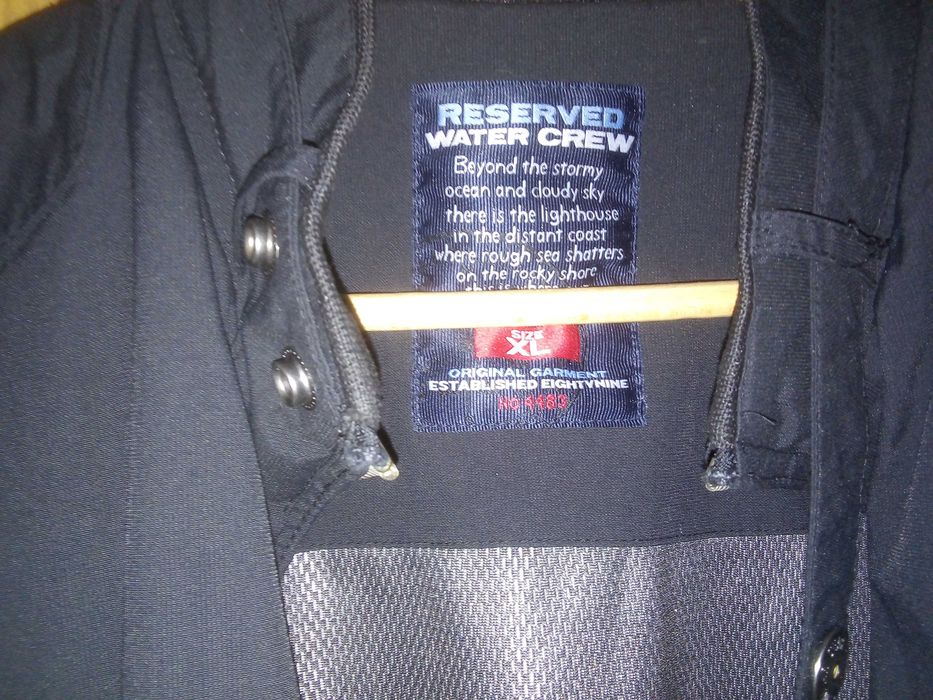 RESERVED
WATER CREW
Beyond the stormy
ocean and cloudy sky
there is the lighthouse
in the distant coast
where rough sea shatters
on the rocky shore
SIZE
XL
ORIGINAL GARMENT
ESTABLISHED EIGHTYNINE
NO 4483